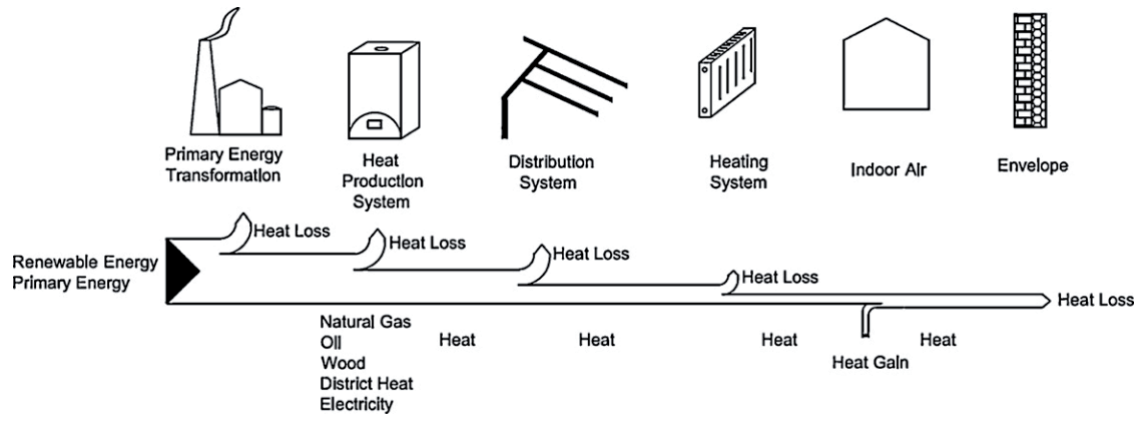 Primary Energy
Transformation
Heat
Production
System
Distribution
System
Heating
System
Indoor Air
Envelope
Heat Loss
Heat Loss
Heat Loss
Heat Loss
Heat Loss
Renewable Energy
Primary Energy
Natural Gas
Oil
Wood
District Heat
Electricity
Heat
Heat
Heat
Heat Gain
Heat